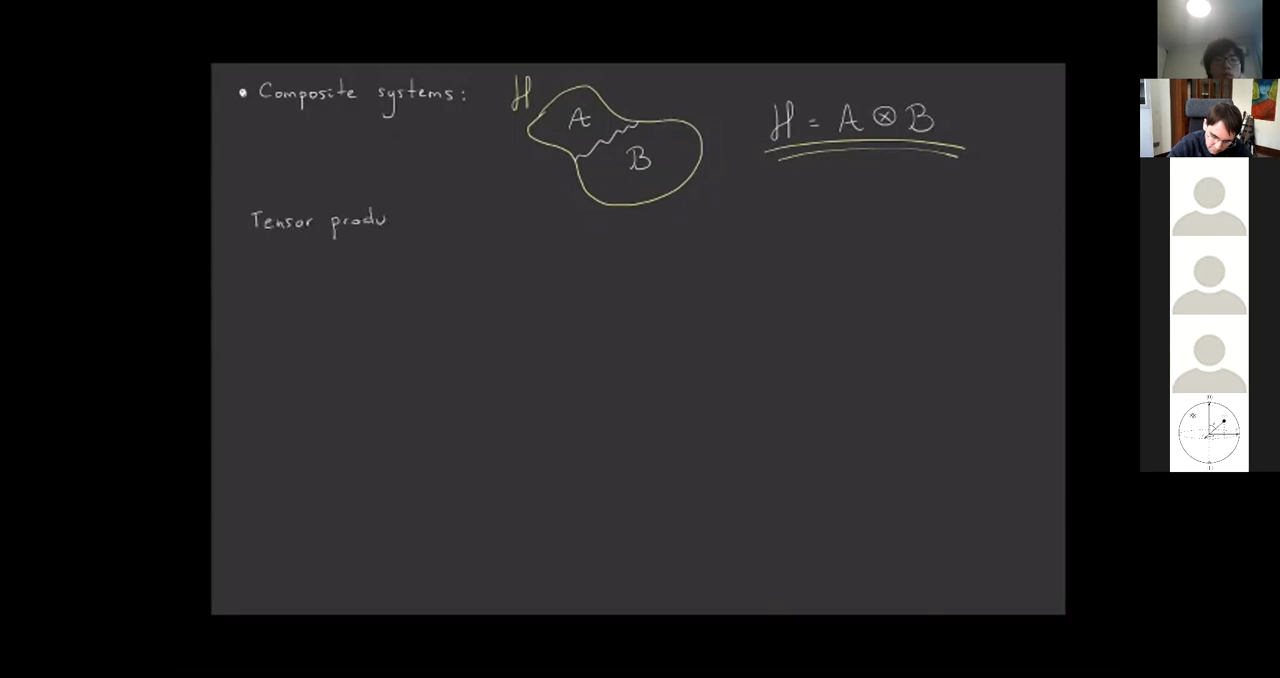 • Composite systems:
H
A
B
H = A ⊗ B
Tensor produ